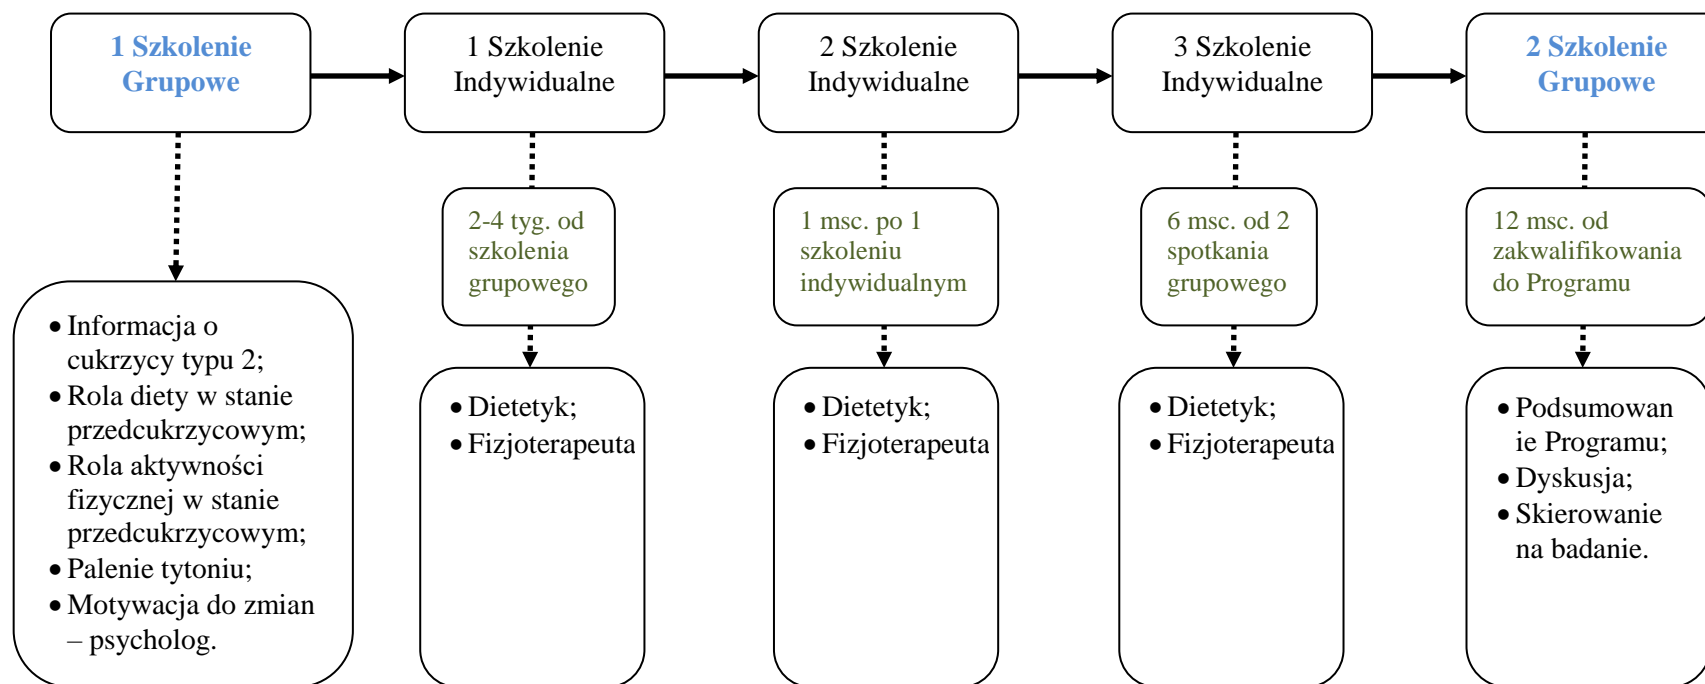 1 Szkolenie
Grupowe
1 Szkolenie
Indywidualne
2 Szkolenie
Indywidualne
3 Szkolenie
Indywidualne
2 Szkolenie
Grupowe
2-4 tyg. od
szkolenia
grupowego
1 msc. po 1
szkoleniu
indywidualnym
6 msc. od 2
spotkania
grupowego
12 msc. od
zakwalifikowania
do Programu
• Informacja o
cukrzycy typu 2;
• Rola diety w stanie
przedcukrzycowym;
• Rola aktywności
fizycznej w stanie
przedcukrzycowym;
• Palenie tytoniu;
• Motywacja do zmian
– psycholog.
• Dietetyk;
• Fizjoterapeuta
• Dietetyk;
• Fizjoterapeuta
• Dietetyk;
• Fizjoterapeuta
• Podsumowan
ie Programu;
• Dyskusja;
• Skierowanie
na badanie.